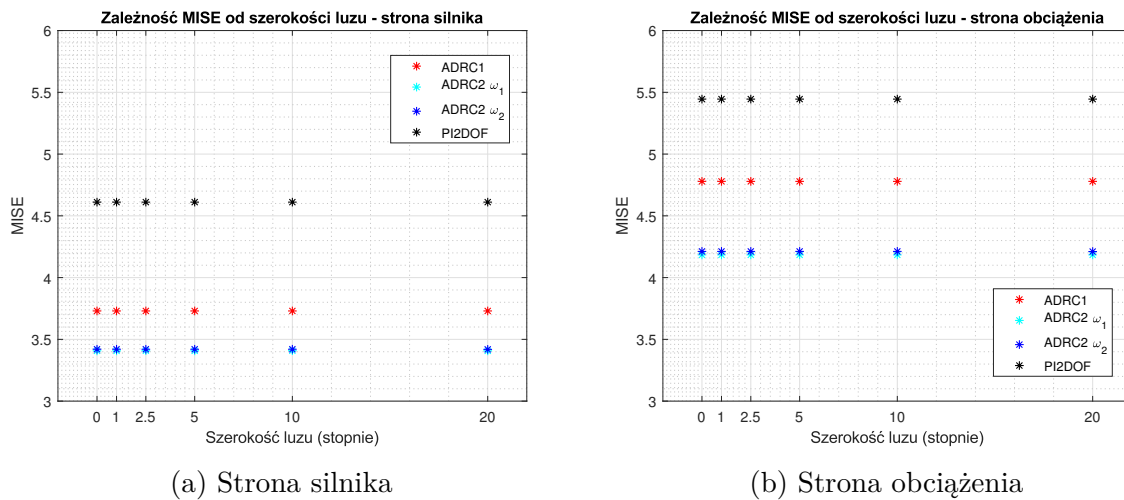 Zależność MISE od szerokości luzu - strona silnika
6
5.5
5
4.5
4
3.5
3
MISE
0 1 2.5 5 10 20
Szerokość luzu (stopnie)
ADRC1
ADRC2 ω₁
ADRC2 ω₂
PI2DOF
(a) Strona silnika
Zależność MISE od szerokości luzu - strona obciążenia
6
5.5
5
4.5
4
3.5
3
MISE
0 1 2.5 5 10 20
Szerokość luzu (stopnie)
ADRC1
ADRC2 ω₁
ADRC2 ω₂
PI2DOF
(b) Strona obciążenia